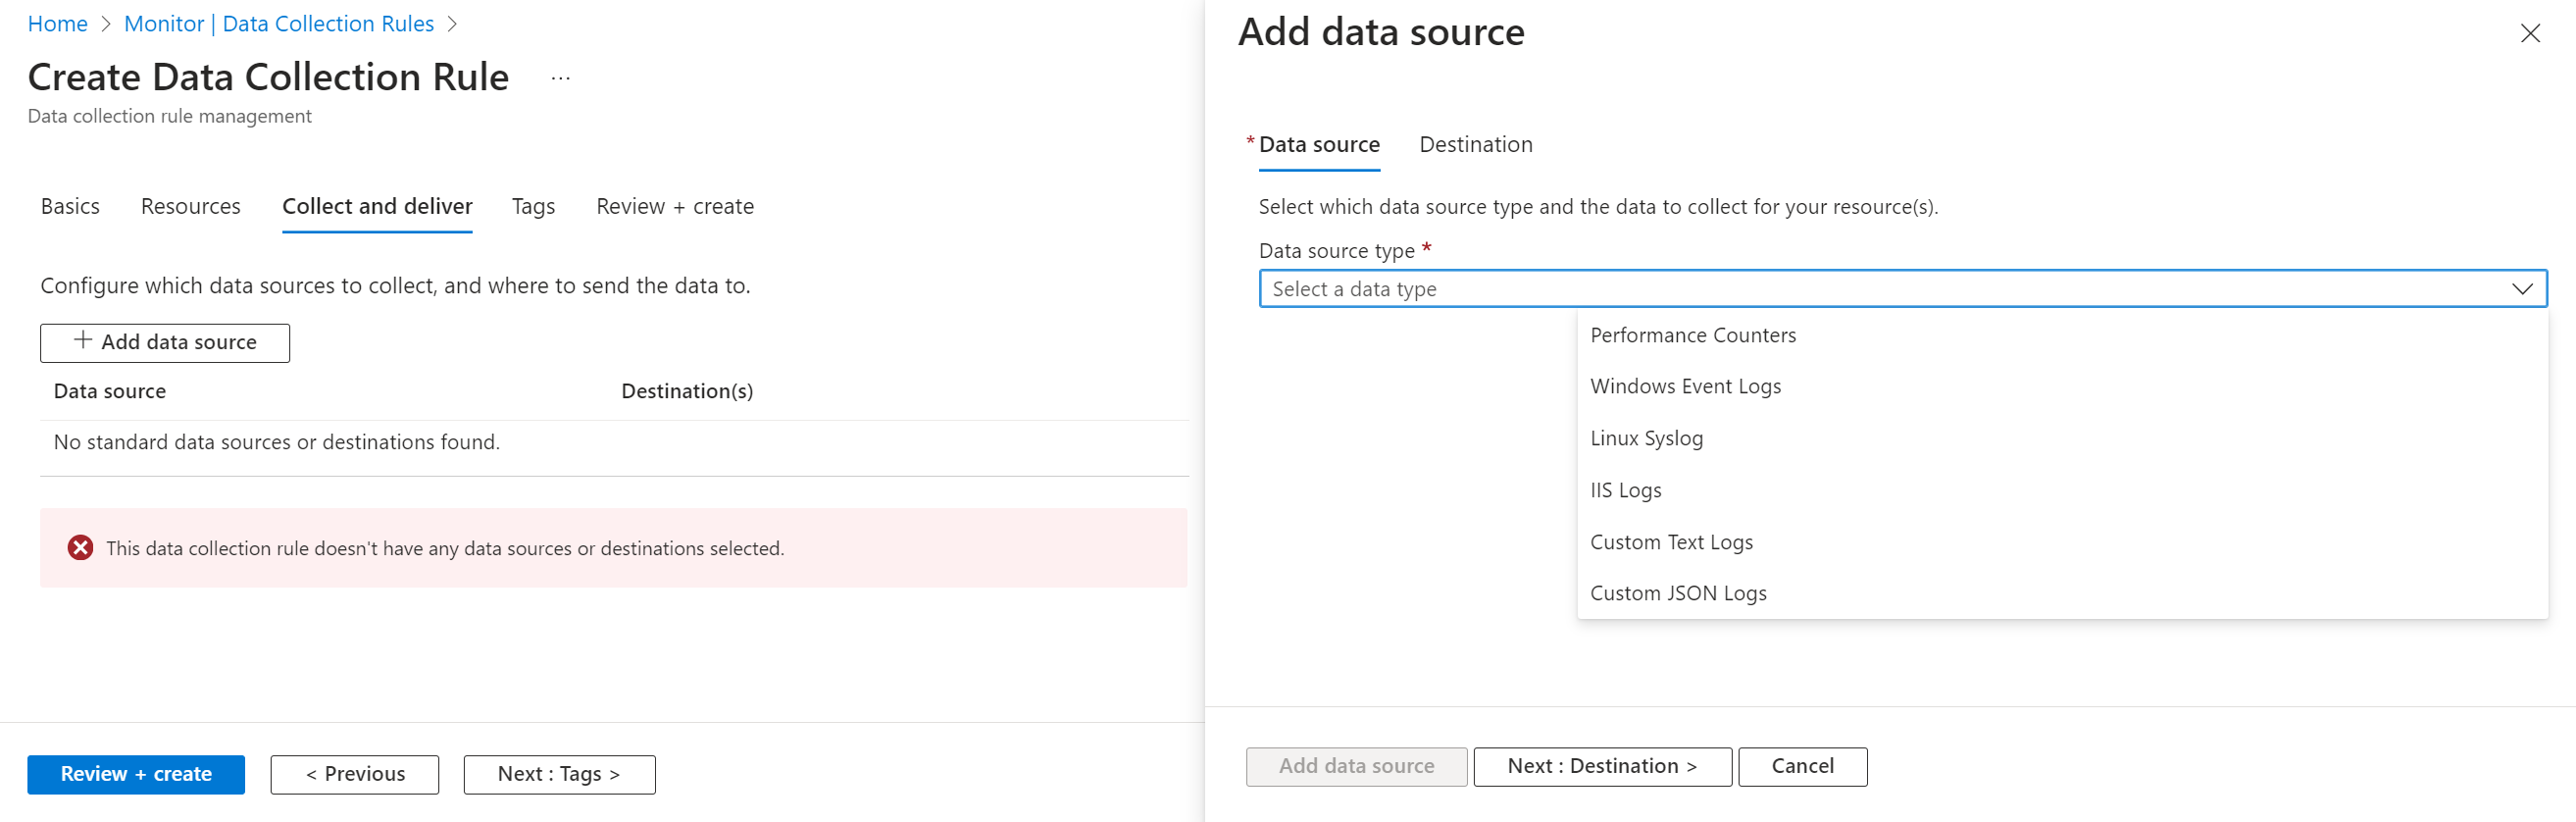 Home > Monitor | Data Collection Rules >
Create Data Collection Rule ...
Data collection rule management
Basics Resources Collect and deliver Tags Review + create
Configure which data sources to collect, and where to send the data to.
+ Add data source
Data source Destination(s)
No standard data sources or destinations found.
This data collection rule doesn't have any data sources or destinations selected.
Review + create < Previous Next : Tags >
Add data source
* Data source Destination
Select which data source type and the data to collect for your resource(s).
Data source type *
Select a data type
Performance Counters
Windows Event Logs
Linux Syslog
IIS Logs
Custom Text Logs
Custom JSON Logs
Add data source Next : Destination > Cancel